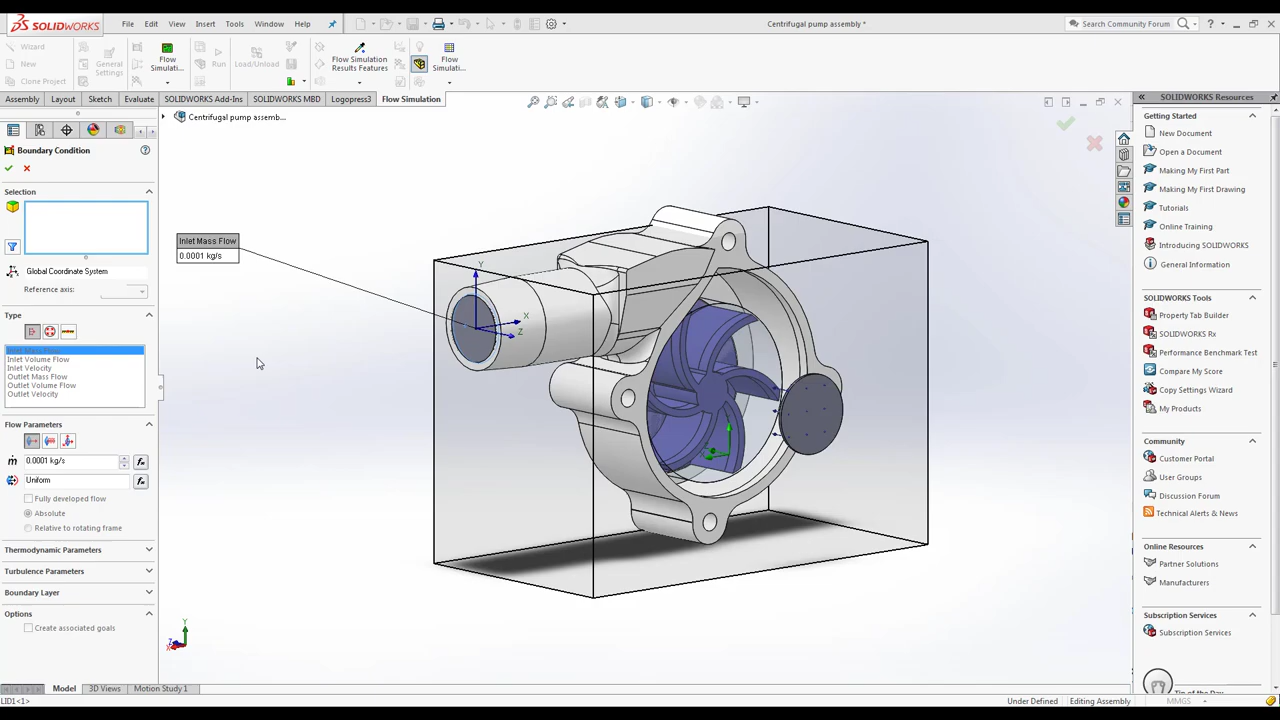 SOLIDWORKS
File Edit View Insert Tools Window Help
Centrifugal pump assembly *
Search Community Forum
Wizard
New
Clone Project
General Settings
Flow Simulati...
Run
Load/Unload
Flow Simulation Results Features
Flow Simulati...
Assembly Layout Sketch Evaluate SOLIDWORKS Add-Ins SOLIDWORKS MBD Logopress3 Flow Simulation
Centrifugal pump assemb...
Boundary Condition
Selection
Global Coordinate System
Reference axis:
Type
Inlet Mass Flow
Inlet Volume Flow
Inlet Velocity
Outlet Mass Flow
Outlet Volume Flow
Outlet Velocity
Flow Parameters
0.0001 kg/s
Uniform
Fully developed flow
Absolute
Relative to rotating frame
Thermodynamic Parameters
Turbulence Parameters
Boundary Layer
Options
Create associated goals
Inlet Mass Flow
0.0001 kg/s
Y
X
Z
Y
Z
X
SOLIDWORKS Resources
Getting Started
New Document
Open a Document
Making My First Part
Making My First Drawing
Tutorials
Online Training
Introducing SOLIDWORKS
General Information
SOLIDWORKS Tools
Property Tab Builder
SOLIDWORKS Rx
Performance Benchmark Test
Compare My Score
Copy Settings Wizard
My Products
Community
Customer Portal
User Groups
Discussion Forum
Technical Alerts & News
Online Resources
Partner Solutions
Manufacturers
Subscription Services
Subscription Services
Model 3D Views Motion Study 1
LID1<1>
Under Defined Editing Assembly MMGS